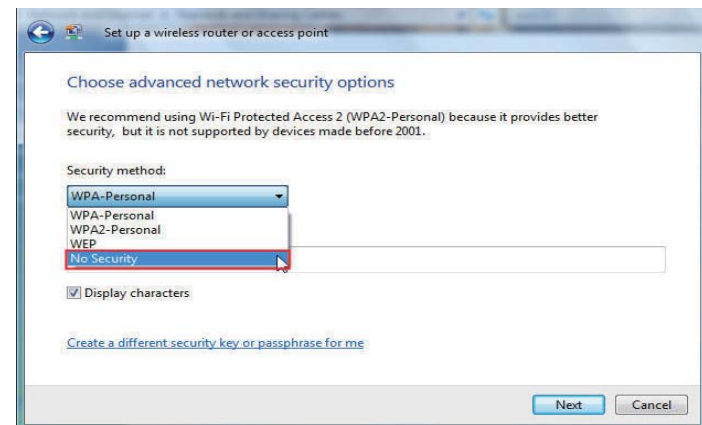 Set up a wireless router or access point
Choose advanced network security options
We recommend using Wi-Fi Protected Access 2 (WPA2-Personal) because it provides better
security, but it is not supported by devices made before 2001.
Security method:
WPA-Personal
WPA-Personal
WPA2-Personal
WEP
No Security
Display characters
Create a different security key or passphrase for me
Next
Cancel